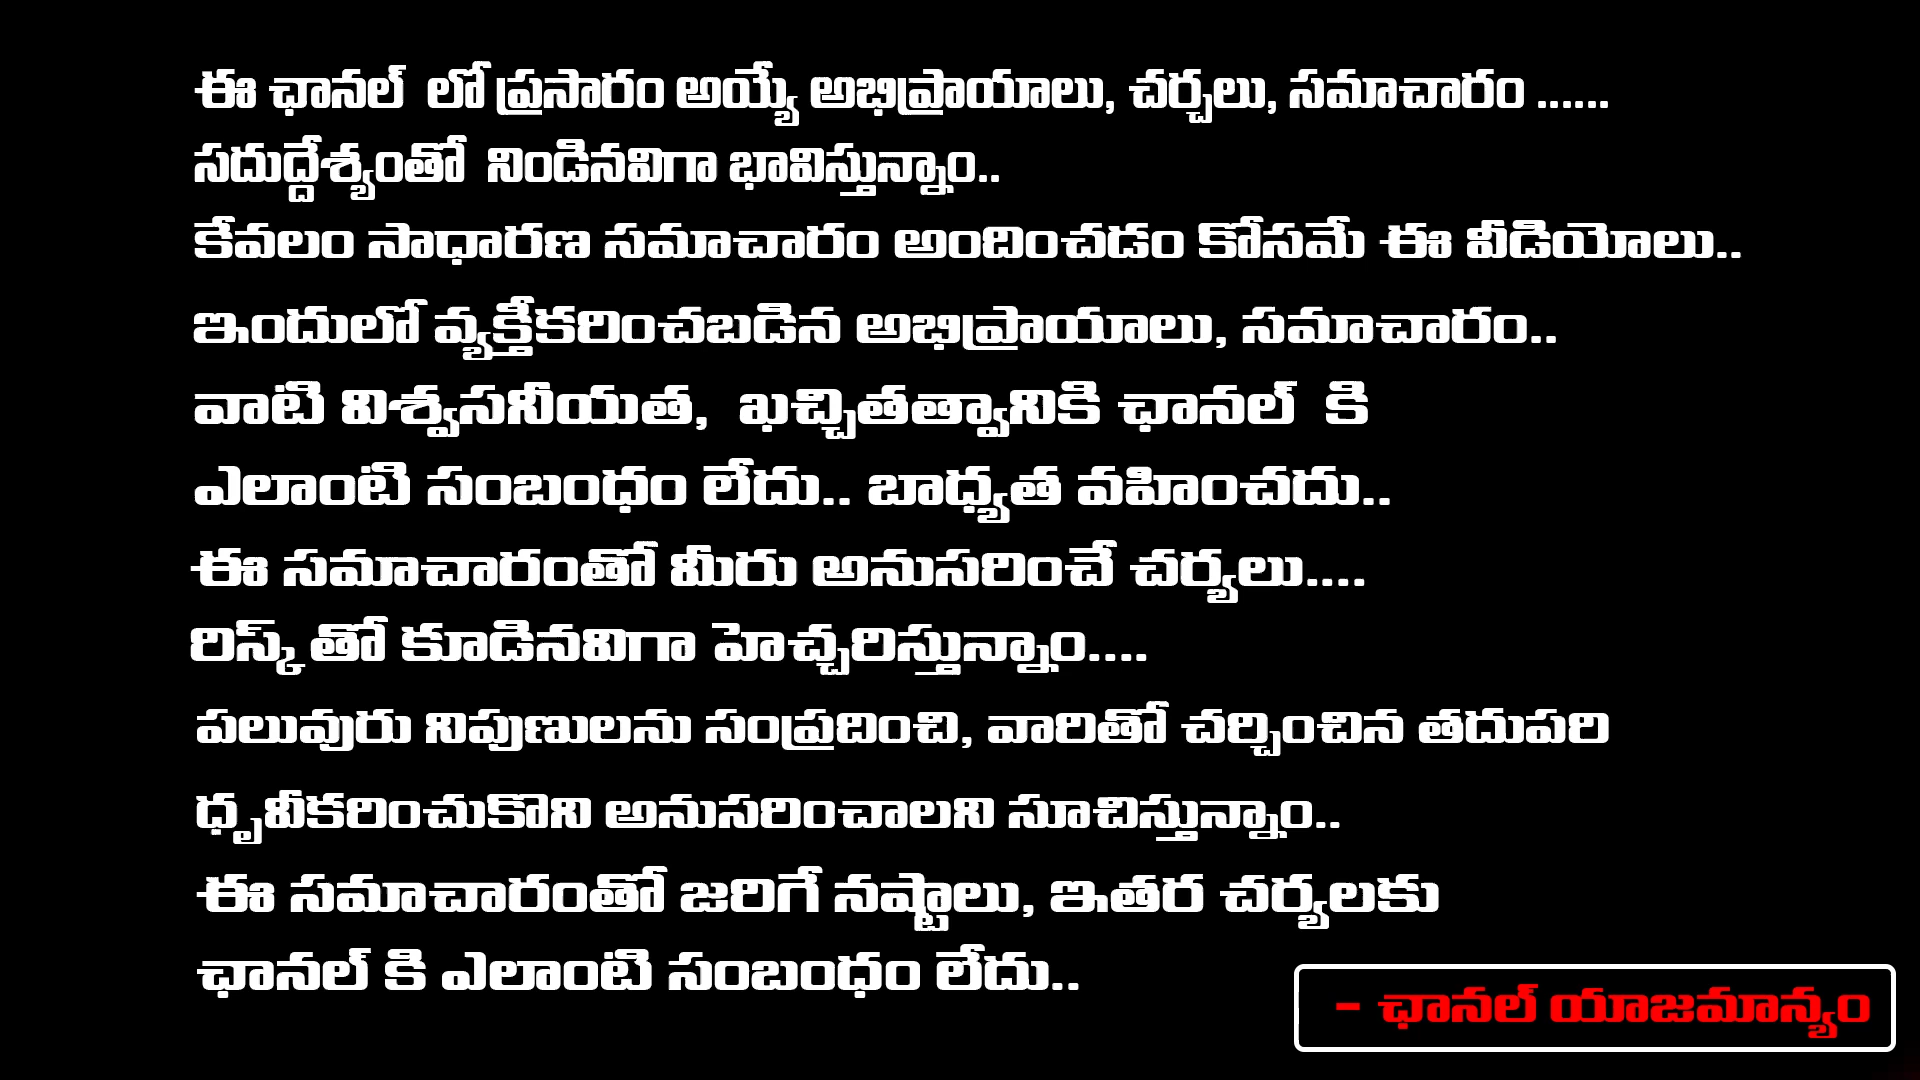 ఈ ఛానల్ లో ప్రసారం అయ్యే అభిప్రాయాలు, చర్చలు, సమాచారం ......
సదుద్దేశ్యంతో నిండినవిగా భావిస్తున్నాం..
కేవలం సాధారణ సమాచారం అందించడం కోసమే ఈ వీడియోలు..
ఇందులో వ్యక్తీకరించబడిన అభిప్రాయాలు, సమాచారం..
వాటి విశ్వసనీయత, ఖచ్చితత్వానికి ఛానల్ కి
ఎలాంటి సంబంధం లేదు.. బాధ్యత వహించదు..
ఈ సమాచారంతో మీరు అనుసరించే చర్యలు....
రిస్క్ తో కూడినవిగా హెచ్చరిస్తున్నాం....
పలువురు నిపుణులను సంప్రదించి, వారితో చర్చించిన తదుపరి
ధృవీకరించుకొని అనుసరించాలని సూచిస్తున్నాం..
ఈ సమాచారంతో జరిగే నష్టాలు, ఇతర చర్యలకు
ఛానల్ కి ఎలాంటి సంబంధం లేదు..
- ఛానల్ యాజమాన్యం